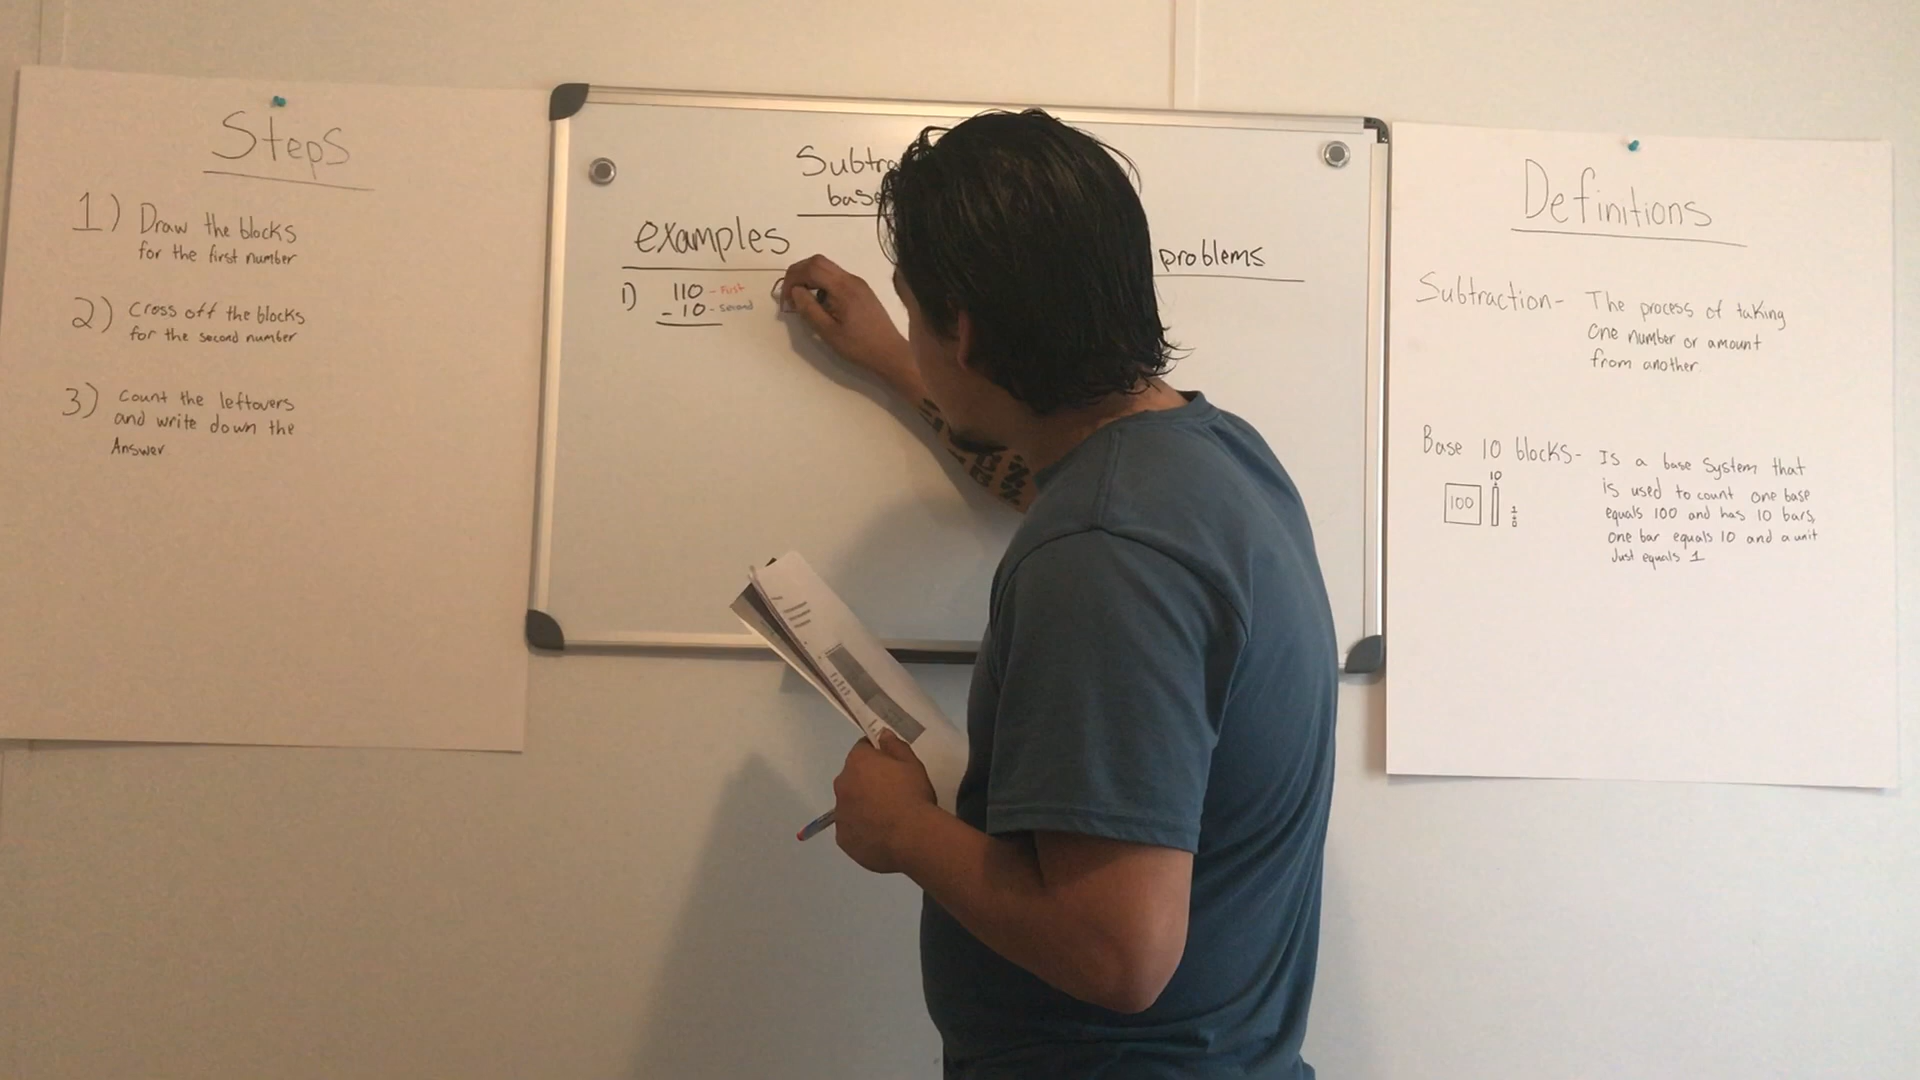 Steps
1) Draw the blocks
for the first number
2) Cross off the blocks
for the second number
3) Count the leftovers
and write down the
Answer.
Subtra
base
examples
1) 110 - First
- 10 - Second
problems
Definitions
Subtraction- The process of taking
one number or amount
from another.
Base 10 blocks- Is a base system that
is used to count one base
equals 100 and has 10 bars,
one bar equals 10 and a unit
Just equals 1
100
10
1